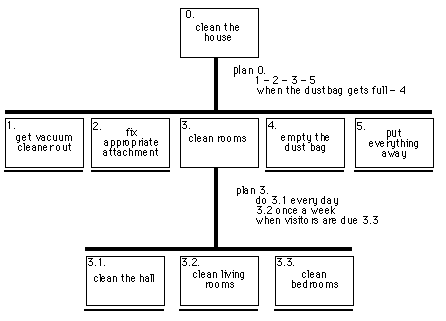 0.
clean the
house
plan 0.
1 - 2 - 3 - 5
when the dustbag gets full - 4
1.
get vacuum
cleaner out
2.
fix
appropriate
attachment
3.
clean rooms
4.
empty the
dust bag
5.
put
everything
away
plan 3.
do 3.1 every day
3.2 once a week
when visitors are due 3.3
3.1.
clean the hall
3.2.
clean living
rooms
3.3.
clean
bedrooms